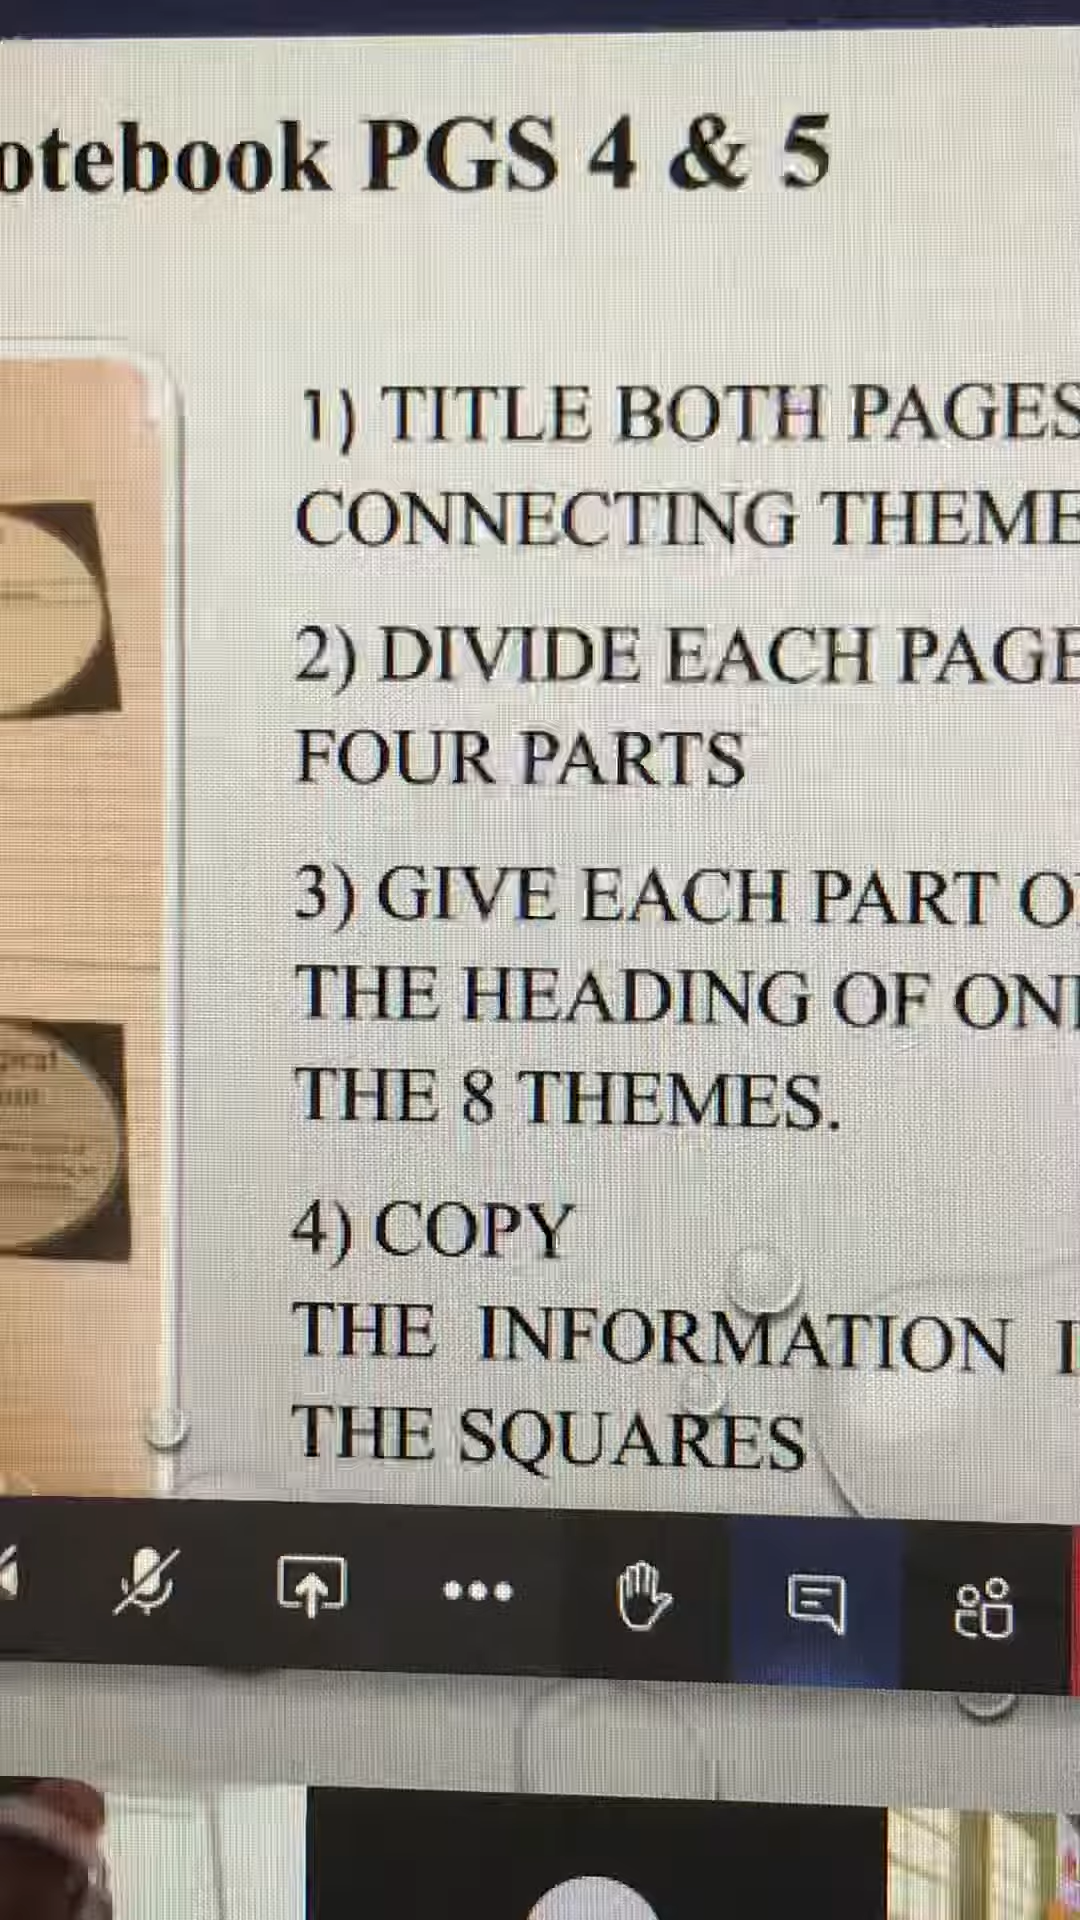 otebook PGS 4 & 5
1) TITLE BOTH PAGES
CONNECTING THEME
2) DIVIDE EACH PAGE
FOUR PARTS
3) GIVE EACH PART O
THE HEADING OF ON
THE 8 THEMES.
4) COPY
THE INFORMATION I
THE SQUARES